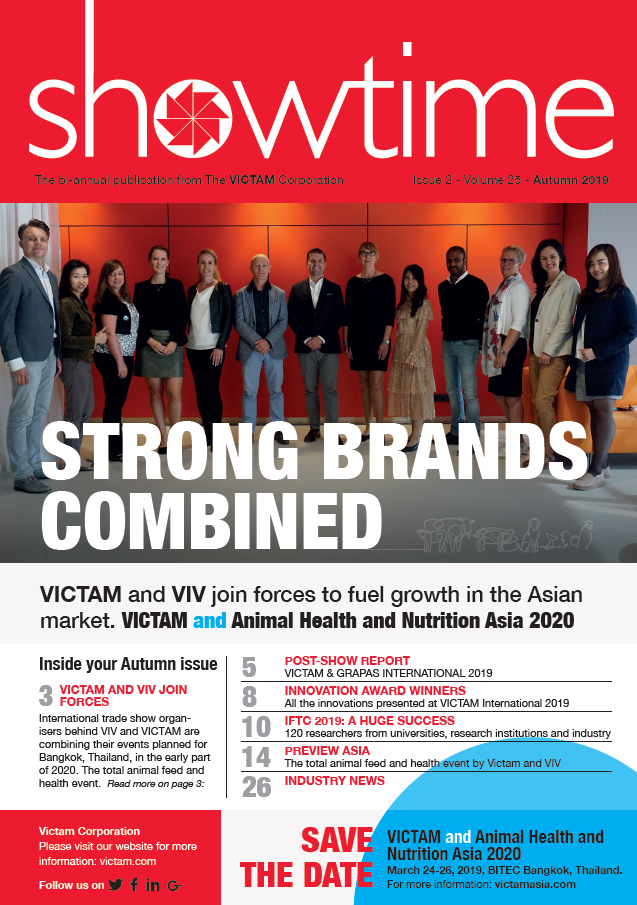 showtime
The bi-annual publication from The VICTAM Corporation
Issue 2 - Volume 25 - Autumn 2019
STRONG BRANDS
COMBINED
VICTAM and VIV join forces to fuel growth in the Asian
market. VICTAM and Animal Health and Nutrition Asia 2020
Inside your Autumn issue
3 VICTAM AND VIV JOIN
FORCES
International trade show organ-
isers behind VIV and VICTAM are
combining their events planned for
Bangkok, Thailand, in the early part
of 2020. The total animal feed and
health event. Read more on page 3:
5 POST-SHOW REPORT
VICTAM & GRAPAS INTERNATIONAL 2019
8 INNOVATION AWARD WINNERS
All the innovations presented at VICTAM International 2019
10 IFTC 2019: A HUGE SUCCESS
120 researchers from universities, research institutions and industry
14 PREVIEW ASIA
The total animal feed and health event by Victam and VIV
26 INDUSTRY NEWS
Victam Corporation
Please visit our website for more
information: victam.com
Follow us on
SAVE
THE DATE
VICTAM and Animal Health and
Nutrition Asia 2020
March 24-26, 2019, BITEC Bangkok, Thailand.
For more information: victamasia.com